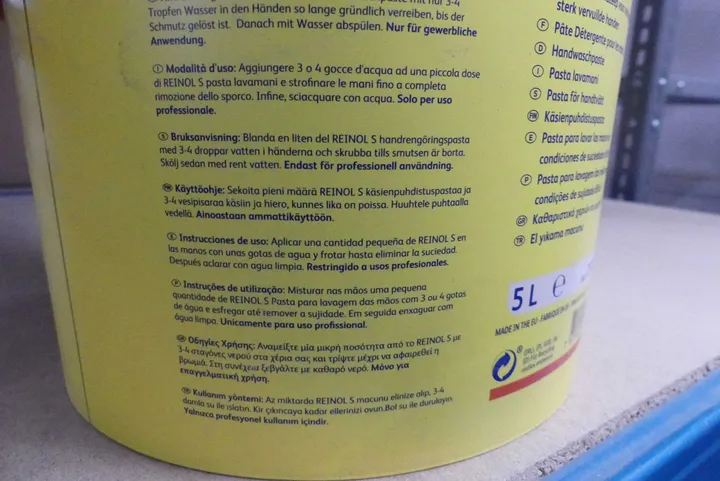 Tropfen Wasser in den Händen so lange gründlich verreiben, bis der
Schmutz gelöst ist. Danach mit Wasser abspülen. Nur für gewerbliche
Anwendung.
I Modalità d'uso: Aggiungere 3 o 4 gocce d'acqua ad una piccola dose
di REINOL S pasta lavamani e strofinare le mani fino a completa
rimozione dello sporco. Infine, sciacquare con acqua. Solo per uso
professionale.
S Bruksanvisning: Blanda en liten del REINOL S handrengöringspasta
med 3-4 droppar vatten i händerna och skrubba tills smutsen är borta.
Skölj sedan med rent vatten. Endast för professionell användning.
FIN Käyttöohje: Sekoita pieni määrä REINOL S käsienpuhdistuspastaa ja
3-4 vesipisaraa käsiin ja hiero, kunnes lika on poissa. Huuhtele puhtaalla
vedellä. Ainoastaan ammattikäyttöön.
E Instrucciones de uso: Aplicar una cantidad pequeña de REINOL S en
las manos con unas gotas de agua y frotar hasta eliminar la suciedad.
Después aclarar con agua limpia. Restringido a usos profesionales.
P Instruções de utilização: Misturar nas mãos uma pequena
quantidade de REINOL S Pasta para lavagem das mãos com 3 ou 4 gotas
de água e esfregar até remover a sujidade. Em seguida enxaguar com
água limpa. Unicamente para uso profissional.
GR Οδηγίες Χρήσης: Αναμείξτε μία μικρή ποσότητα από το REINOL S με
3-4 σταγόνες νερού στα χέρια σας και τρίψτε μέχρι να αφαιρεθεί η
βρωμιά. Στη συνέχεια ξεβγάλτε με καθαρό νερό. Μόνο για
επαγγελματική χρήση.
TR Kullanım yöntemi: Az miktarda REINOL S macunu elinize alıp, 3-4
damla su ile ıslatın. Kir çıkıncaya kadar ellerinizi ovun. Bol su ile durulayın.
Yalnızca profesyonel kullanım içindir.
sterk vervuilde handen
F Pâte Détergente pour
D Handwaschpaste
I Pasta lavamani
S Pasta för handtvätt
FIN Käsienpuhdistuspasta
E Pasta para lavar las
condiciones de suciedad
P Pasta para lavagem
condições de sujidade
GR Καθαριστικό
TR El yıkama macunu
5 L e
MADE IN THE EU - FABRIQUÉ EN